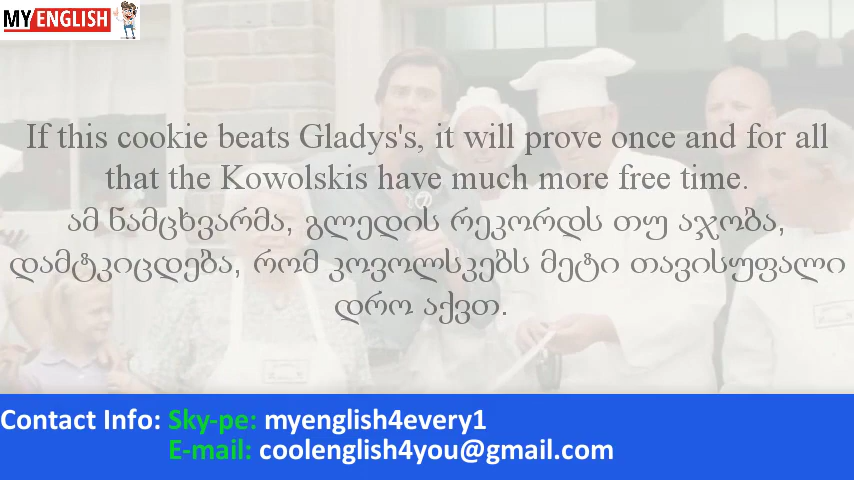 MY ENGLISH
If this cookie beats Gladys's, it will prove once and for all
that the Kowolskis have much more free time.
ამ ნამცხვარმა, გლედის რეკორდს თუ აჯობა,
დამტკიცდება, რომ კოვოლსკებს მეტი თავისუფალი
დრო აქვთ.
Contact Info: Sky-pe: myenglish4every1
E-mail: coolenglish4you@gmail.com